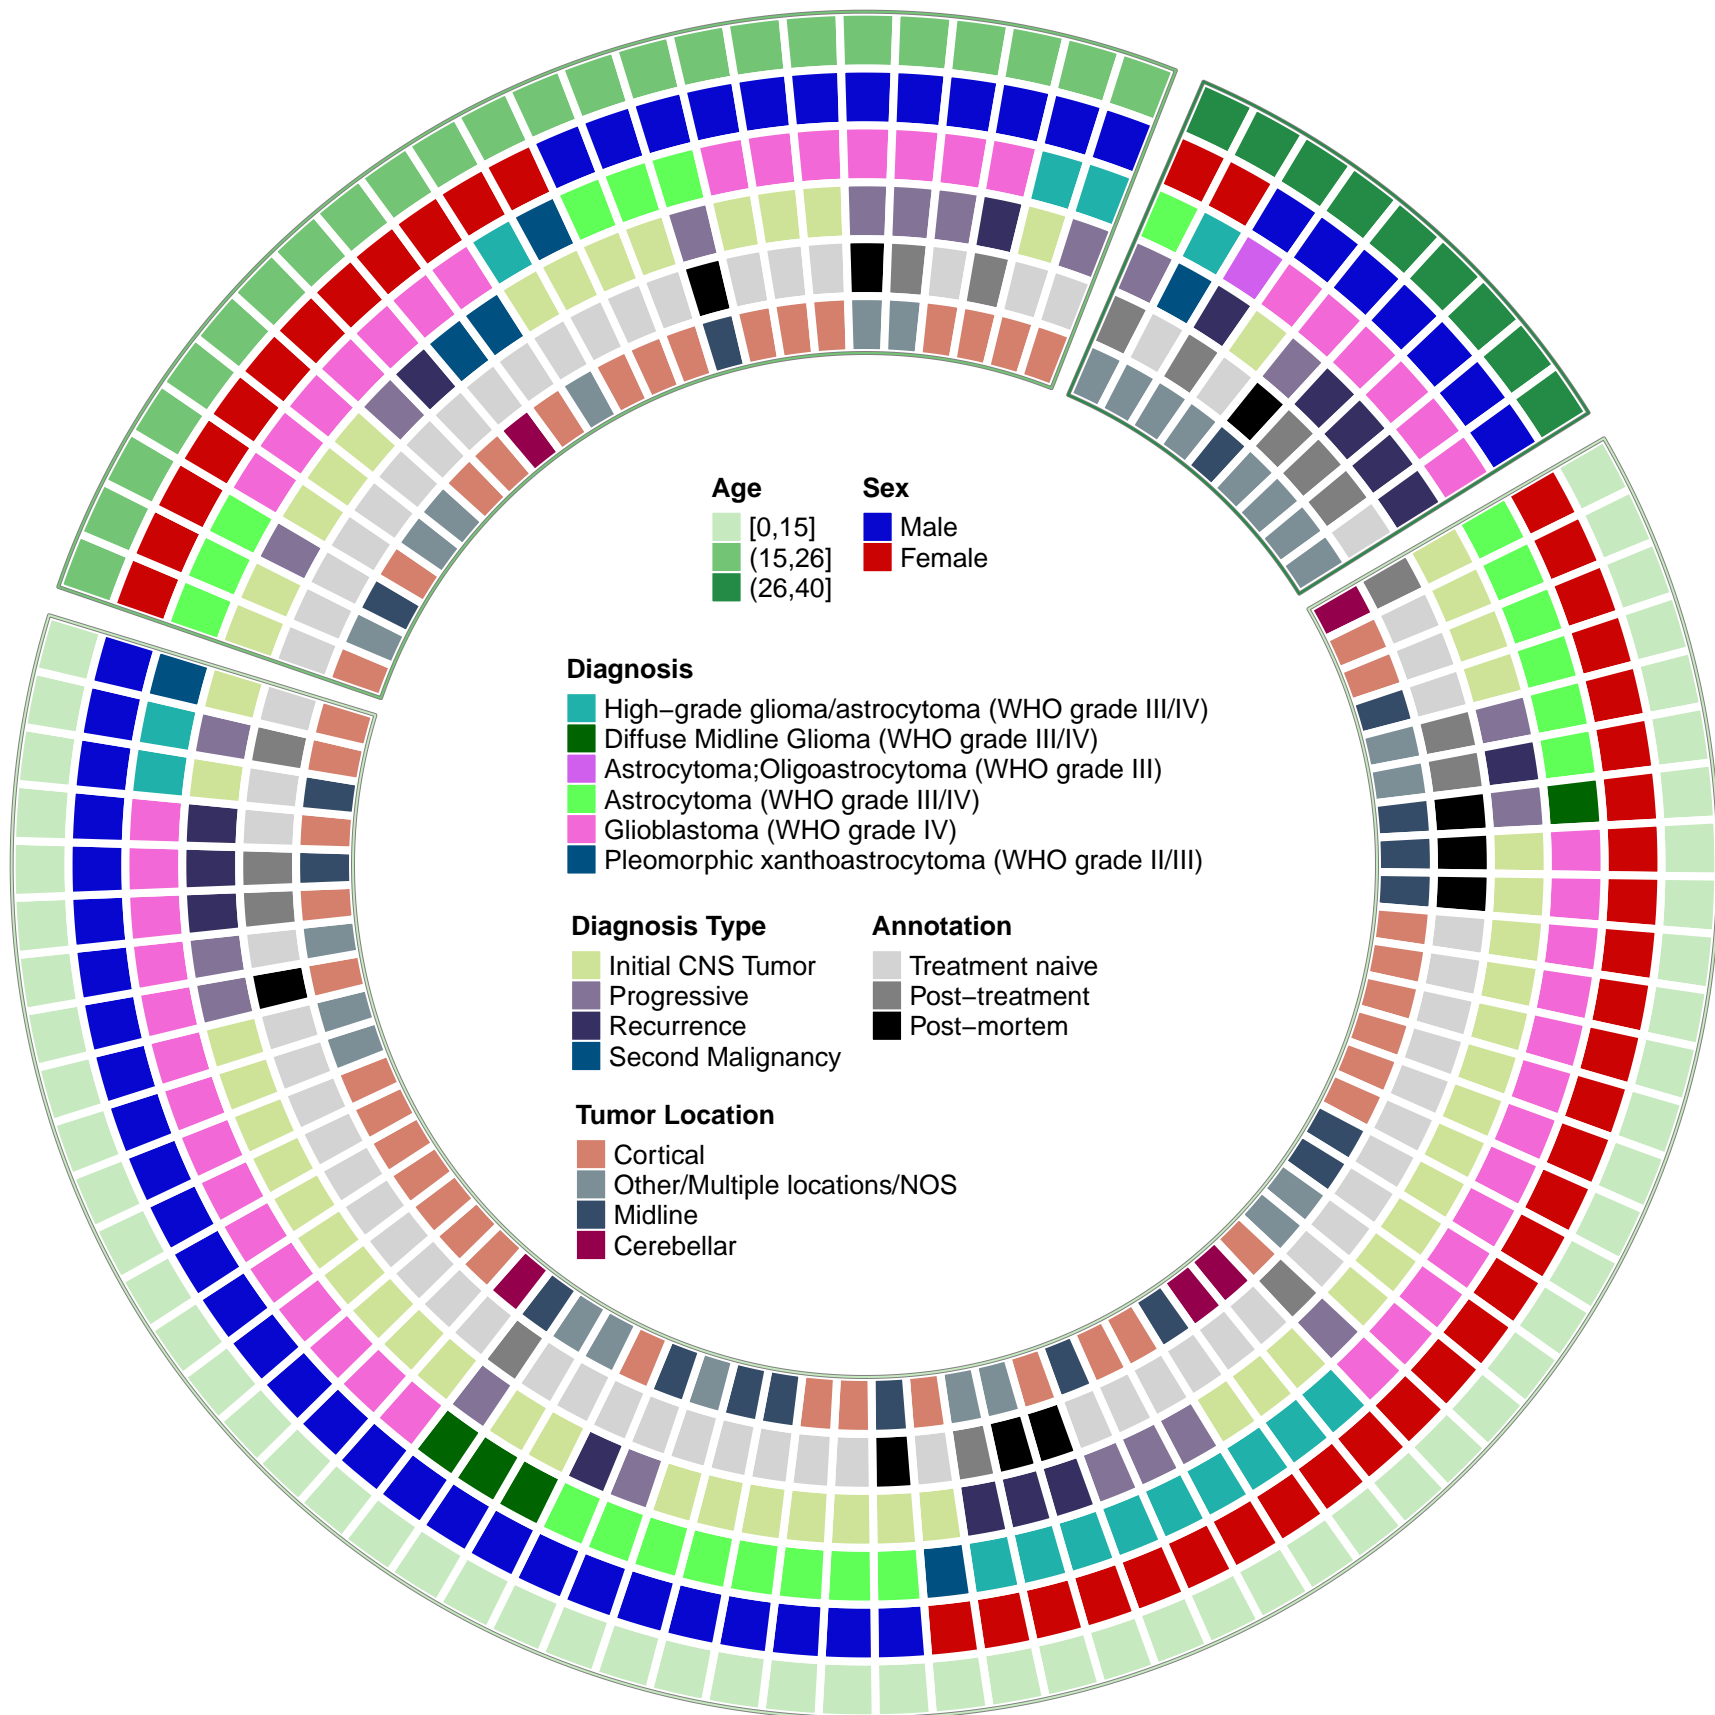 Age Sex
[0,15] Male
(15,26] Female
(26,40]
Diagnosis
High−grade glioma/astrocytoma (WHO grade III/IV)
Diffuse Midline Glioma (WHO grade III/IV)
Astrocytoma;Oligoastrocytoma (WHO grade III)
Astrocytoma (WHO grade III/IV)
Glioblastoma (WHO grade IV)
Pleomorphic xanthoastrocytoma (WHO grade II/III)
Diagnosis Type Annotation
Initial CNS Tumor Treatment naive
Progressive Post−treatment
Recurrence Post−mortem
Second Malignancy
Tumor Location
Cortical
Other/Multiple locations/NOS
Midline
Cerebellar